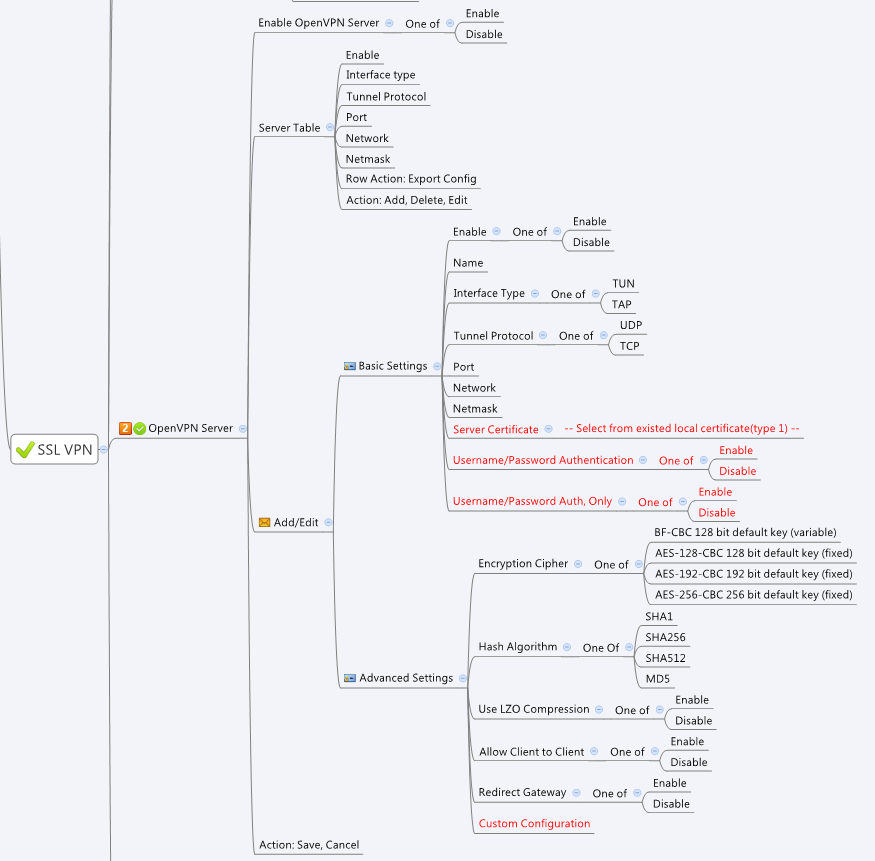 SSL VPN
2
OpenVPN Server
Enable OpenVPN Server
One of
Enable
Disable
Server Table
Enable
Interface type
Tunnel Protocol
Port
Network
Netmask
Row Action: Export Config
Action: Add, Delete, Edit
Add/Edit
Basic Settings
Enable
One of
Enable
Disable
Name
Interface Type
One of
TUN
TAP
Tunnel Protocol
One of
UDP
TCP
Port
Network
Netmask
Server Certificate
-- Select from existed local certificate(type 1) --
Username/Password Authentication
One of
Enable
Disable
Username/Password Auth, Only
One of
Enable
Disable
Advanced Settings
Encryption Cipher
One of
BF-CBC 128 bit default key (variable)
AES-128-CBC 128 bit default key (fixed)
AES-192-CBC 192 bit default key (fixed)
AES-256-CBC 256 bit default key (fixed)
Hash Algorithm
One Of
SHA1
SHA256
SHA512
MD5
Use LZO Compression
One of
Enable
Disable
Allow Client to Client
One of
Enable
Disable
Redirect Gateway
One of
Enable
Disable
Custom Configuration
Action: Save, Cancel